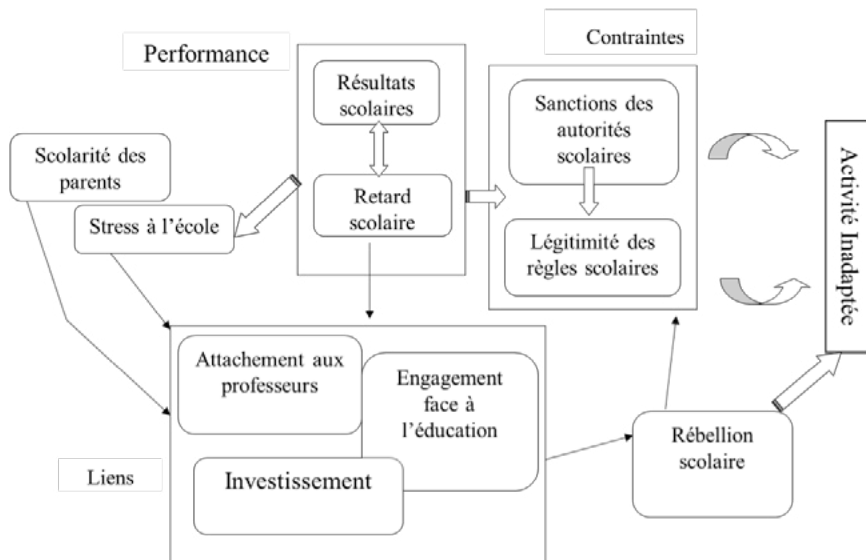 Performance
Contraintes
Résultats
scolaires
Sanctions des
autorités
scolaires
Scolarité des
parents
Retard
scolaire
Stress à l'école
Légitimité des
règles scolaires
Activité Inadaptée
Attachement aux
professeurs
Engagement
face à
l'éducation
Investissement
Liens
Rébellion
scolaire